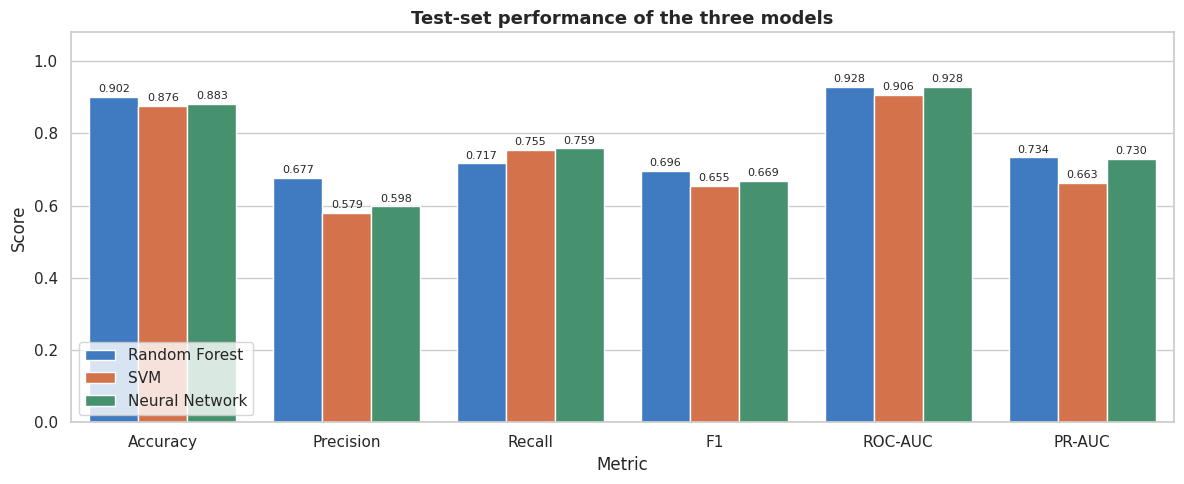 Test-set performance of the three models
Score
1.0
0.8
0.6
0.4
0.2
0.0
0.902
0.876
0.883
0.677
0.579
0.598
0.717
0.755
0.759
0.696
0.655
0.669
0.928
0.906
0.928
0.734
0.663
0.730
Random Forest
SVM
Neural Network
Accuracy
Precision
Recall
F1
ROC-AUC
PR-AUC
Metric